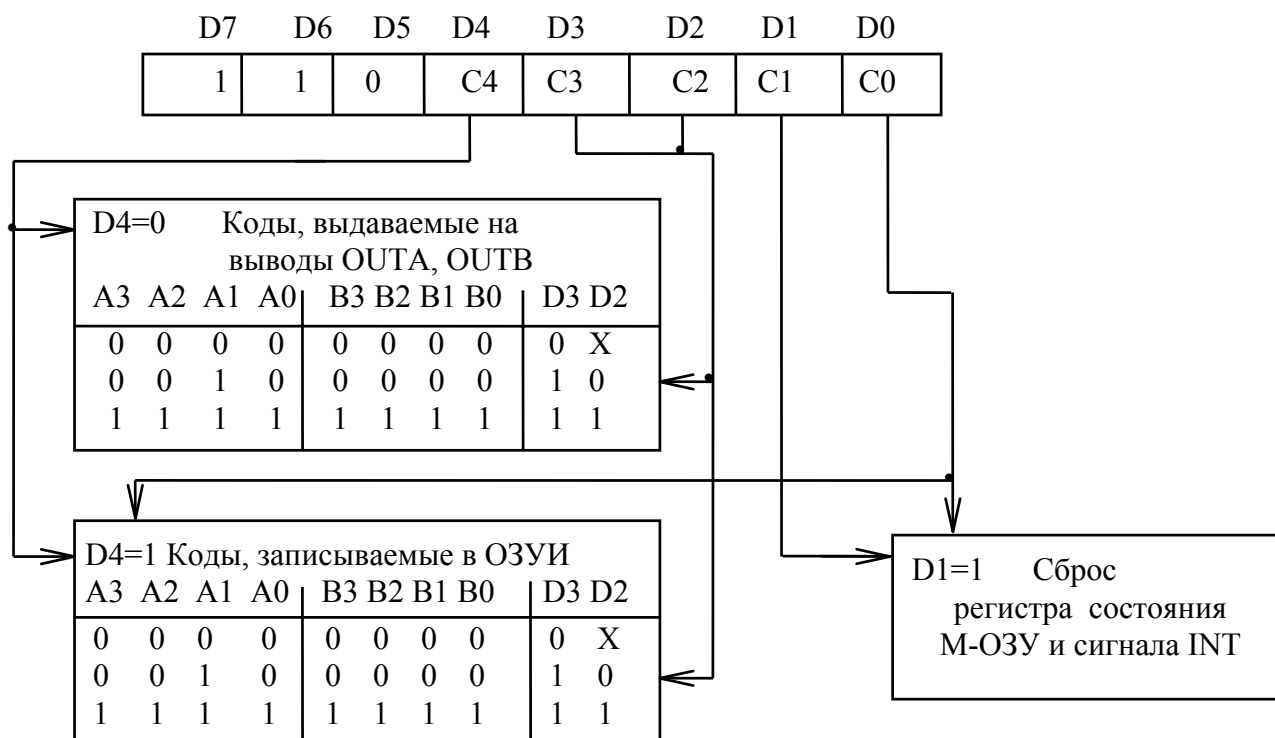 D7 D6 D5 D4 D3 D2 D1 D0
1 1 0 C4 C3 C2 C1 C0
D4=0 Коды, выдаваемые на
выводы OUTA, OUTB
A3 A2 A1 A0 B3 B2 B1 B0 D3 D2
0 0 0 0 0 0 0 0 0 X
0 0 1 0 0 0 0 0 1 0
1 1 1 1 1 1 1 1 1 1
D4=1 Коды, записываемые в ОЗУИ
A3 A2 A1 A0 B3 B2 B1 B0 D3 D2
0 0 0 0 0 0 0 0 0 X
0 0 1 0 0 0 0 0 1 0
1 1 1 1 1 1 1 1 1 1
D1=1 Сброс
регистра состояния
М-ОЗУ и сигнала INT